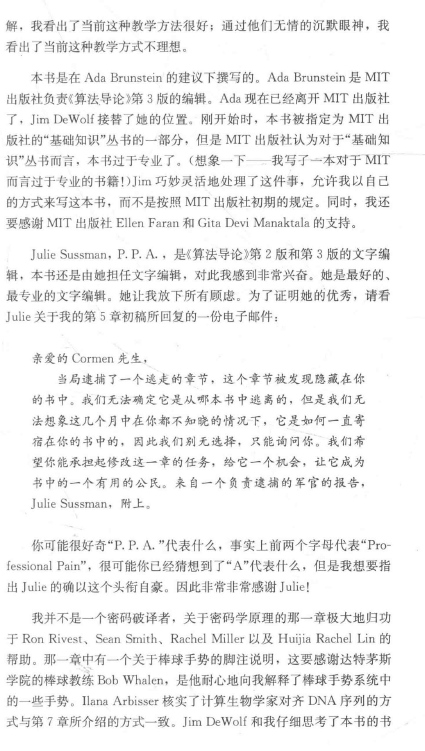 解，我看出了当前这种教学方法很好；通过他们无情的沉默眼神，我
看出了当前这种教学方式不理想。
本书是在 Ada Brunstein 的建议下撰写的。Ada Brunstein 是 MIT
出版社负责《算法导论》第 3 版的编辑。Ada 现在已经离开 MIT 出版社
了，Jim DeWolf 接替了她的位置。刚开始时，本书被指定为 MIT 出
版社的“基础知识”丛书的一部分，但是 MIT 出版社认为对于“基础知
识”丛书而言，本书过于专业了。（想象一下——我写了一本对于 MIT
而言过于专业的书籍！）Jim 巧妙灵活地处理了这件事，允许我以自己
的方式来写这本书，而不是按照 MIT 出版社初期的规定。同时，我还
要感谢 MIT 出版社 Ellen Faran 和 Gita Devi Manaktala 的支持。
Julie Sussman，P. P. A.，是《算法导论》第 2 版和第 3 版的文字编
辑，本书还是由她担任文字编辑，对此我感到非常兴奋。她是最好的、
最专业的文字编辑。她让我放下所有顾虑。为了证明她的优秀，请看
Julie 关于我的第 5 章初稿所回复的一份电子邮件：
亲爱的 Cormen 先生，
当局逮捕了一个逃走的章节，这个章节被发现隐藏在你
的书中。我们无法确定它是从哪本书中逃离的，但是我们无
法想象这几个月中在你都不知晓的情况下，它是如何一直寄
宿在你的书中的，因此我们别无选择，只能询问你。我们希
望你能承担起修改这一章的任务，给它一个机会，让它成为
书中的一个有用的公民。来自一个负责逮捕的军官的报告，
Julie Sussman，附上。
你可能很好奇“P. P. A. ”代表什么，事实上前两个字母代表“Pro-
fessional Pain”，很可能你已经猜想到了“A”代表什么，但是我想要指
出 Julie 的确以这个头衔自豪。因此非常非常感谢 Julie！
我并不是一个密码破译者，关于密码学原理的那一章极大地归功
于 Ron Rivest、Sean Smith、Rachel Miller 以及 Huijia Rachel Lin 的
帮助。那一章中有一个关于棒球手势的脚注说明，这要感谢达特茅斯
学院的棒球教练 Bob Whalen，是他耐心地向我解释了棒球手势系统中
的一些手势。Ilana Arbisser 核实了计算生物学家对齐 DNA 序列的方
式与第 7 章所介绍的方式一致。Jim DeWolf 和我仔细思考了本书的书